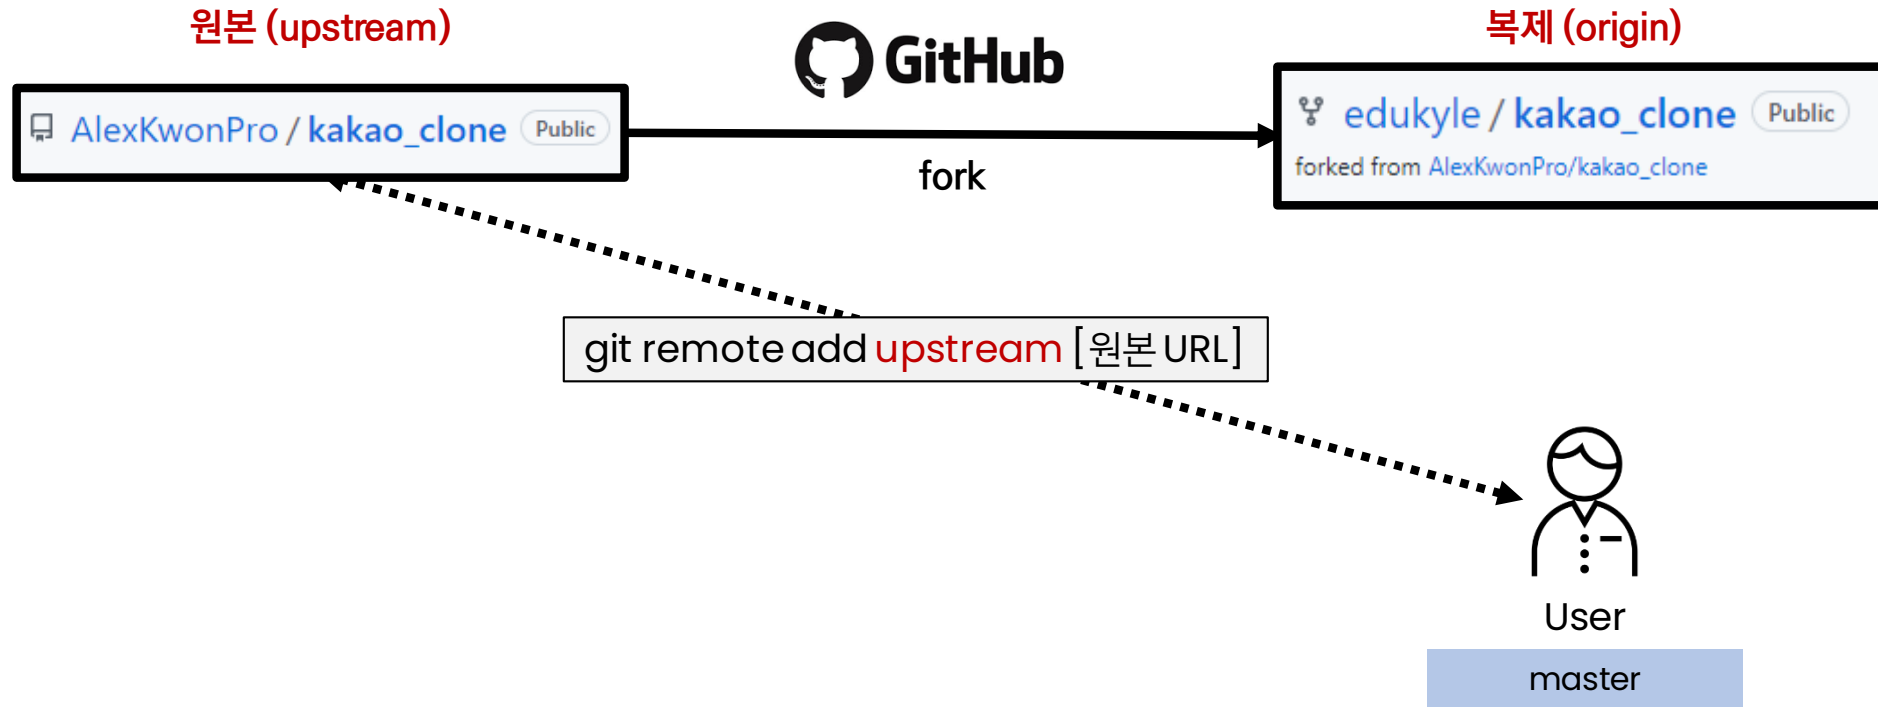 원본 (upstream)
GitHub
복제 (origin)
AlexKwonPro / kakao_clone Public
edukyle / kakao_clone Public
forked from AlexKwonPro/kakao_clone
fork
git remote add upstream [원본 URL]
User
master